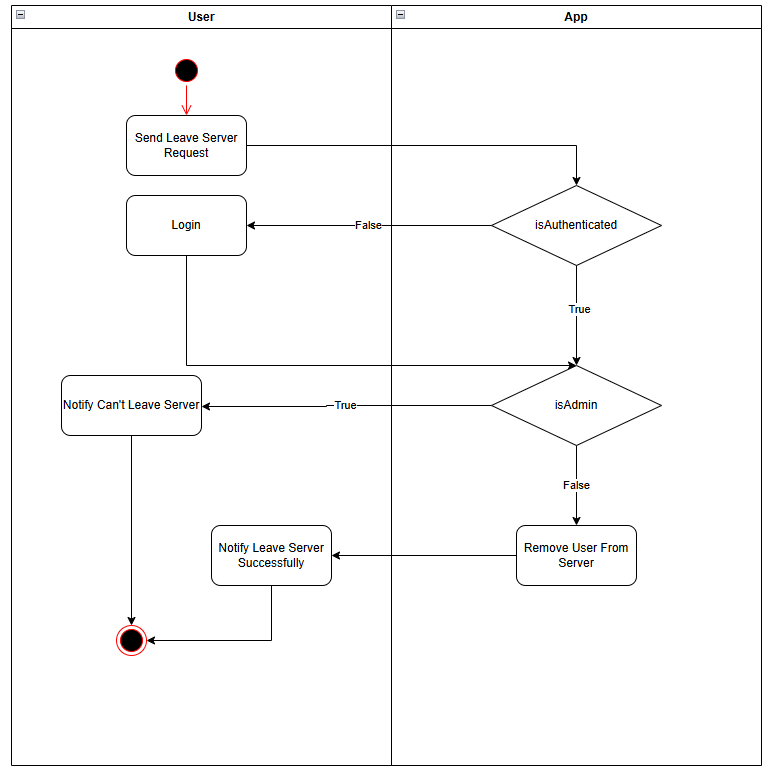 User
App
Send Leave Server
Request
Login
False
isAuthenticated
True
Notify Can't Leave Server
True
isAdmin
False
Notify Leave Server
Successfully
Remove User From
Server